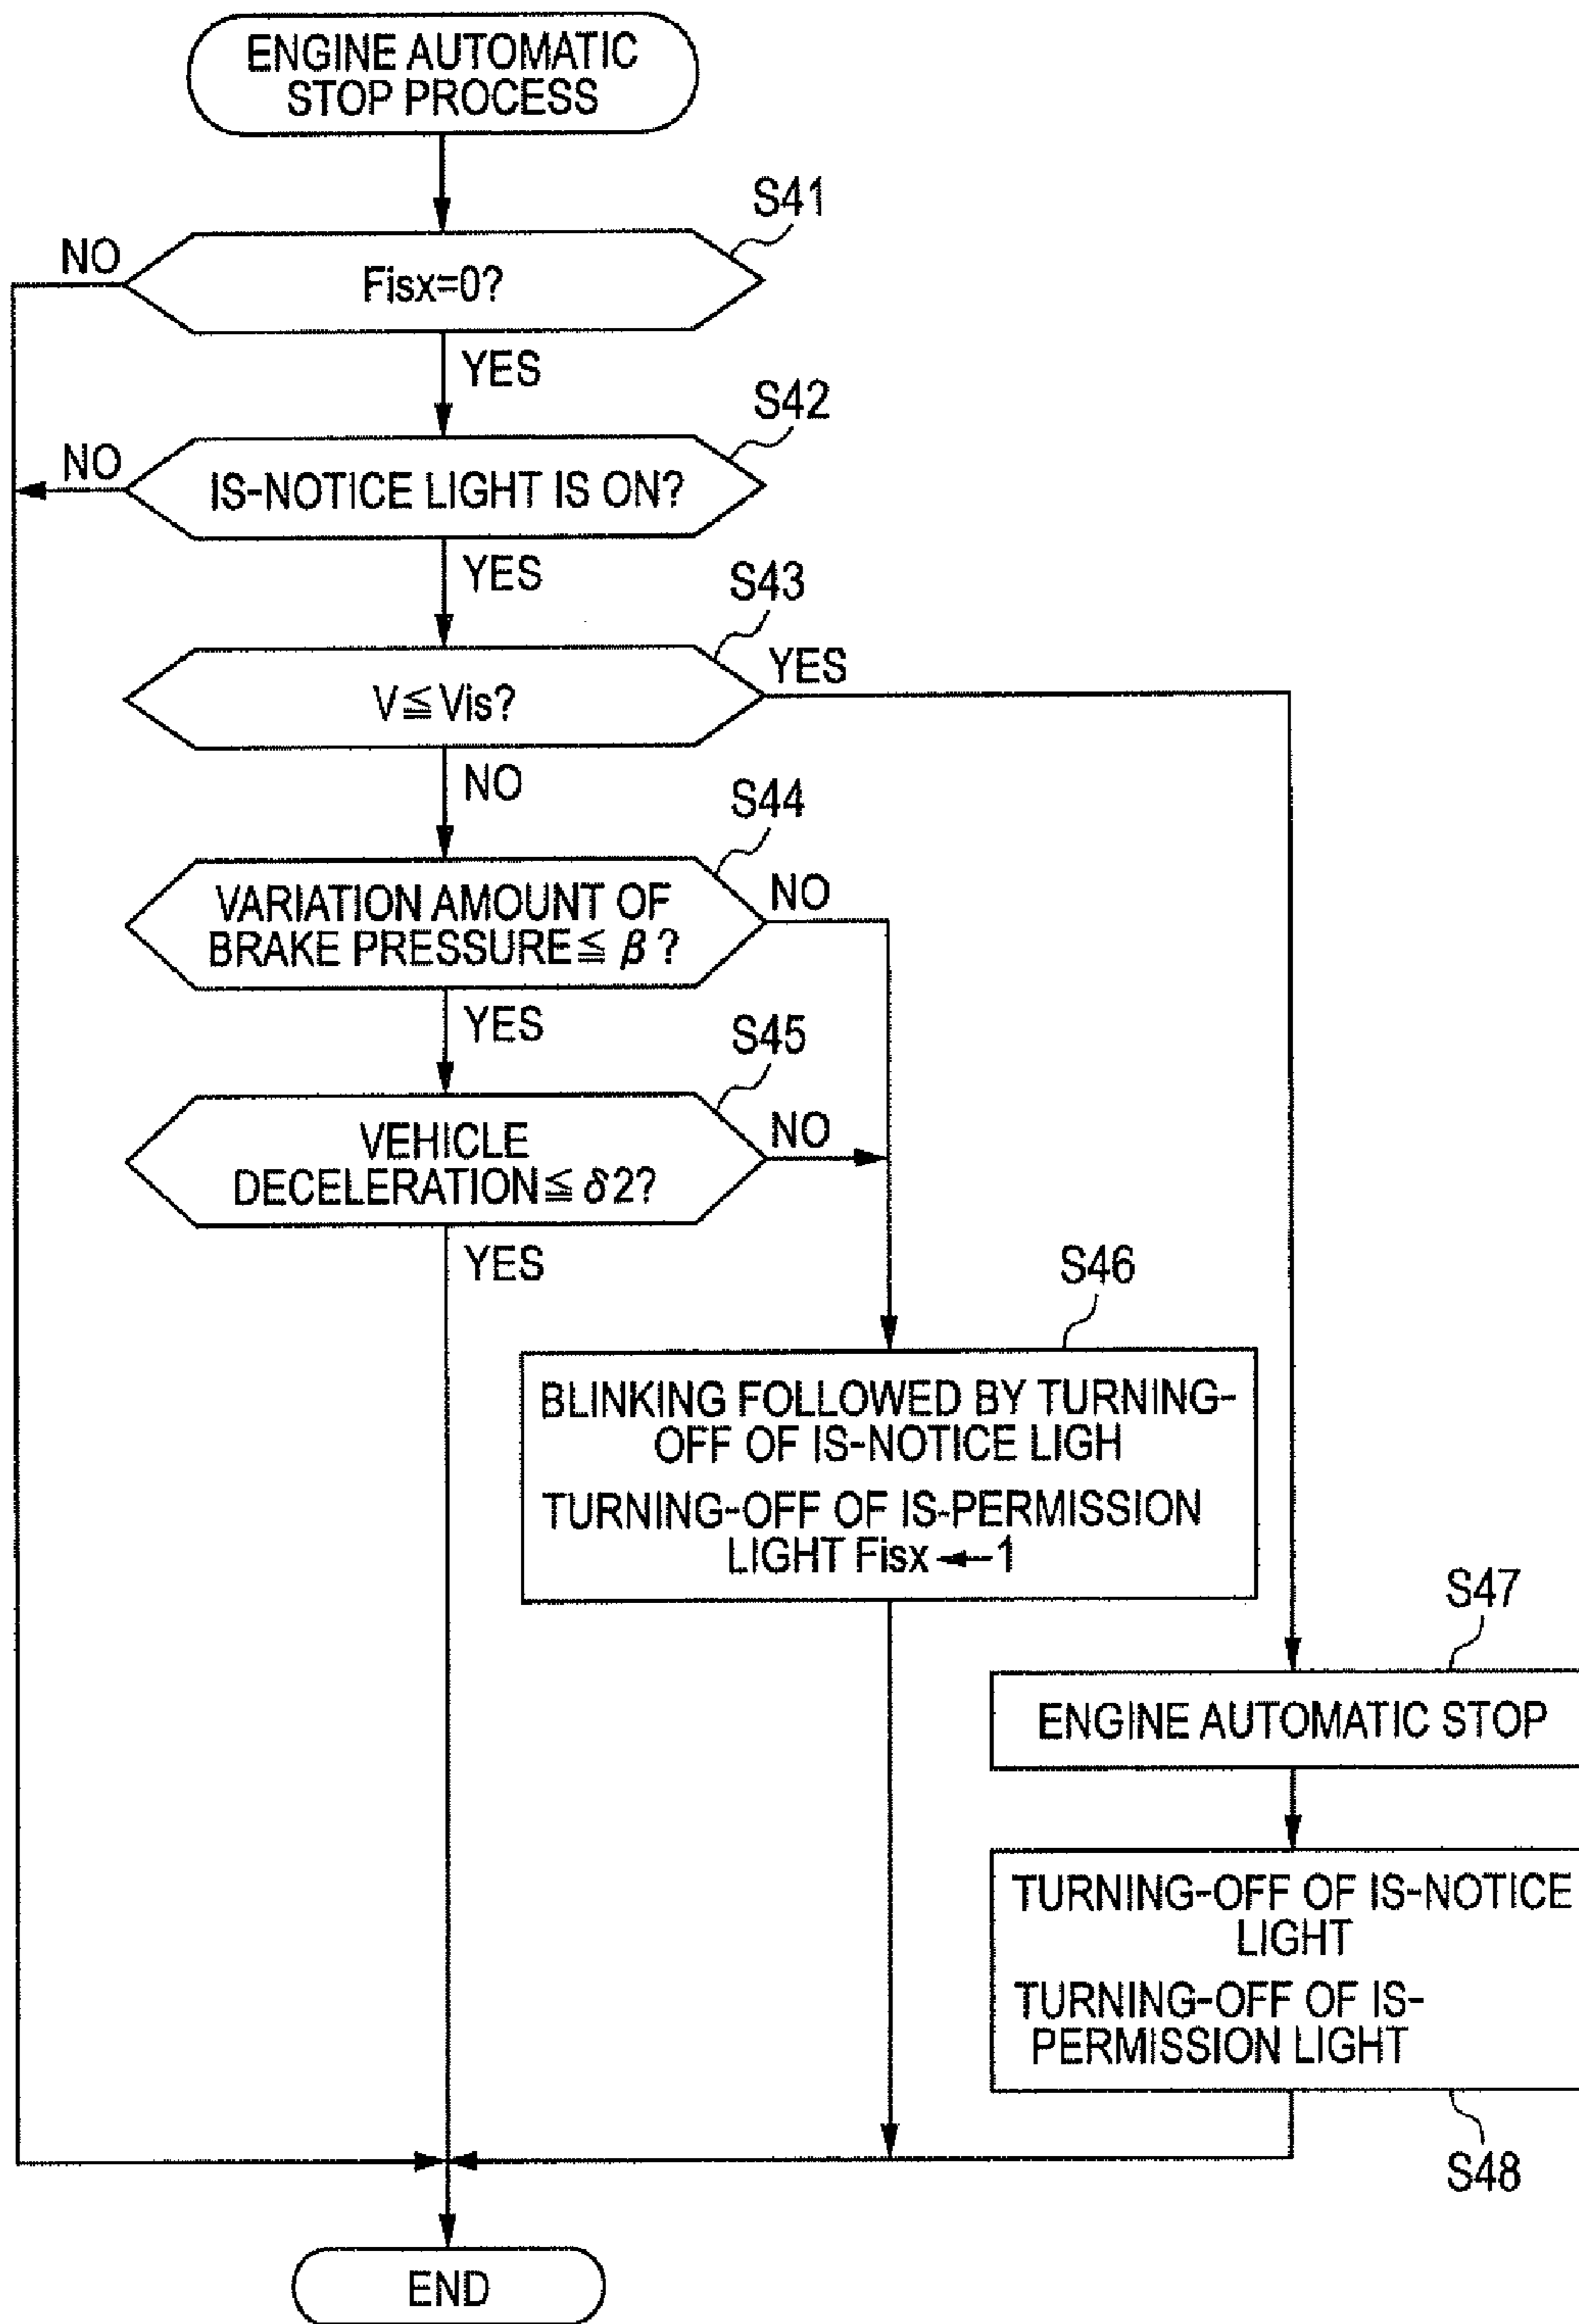 ENGINE AUTOMATIC
STOP PROCESS
S41
NO
Fisx=0?
YES
S42
NO
IS-NOTICE LIGHT IS ON?
YES
S43
YES
V≦Vis?
NO
S44
VARIATION AMOUNT OF
BRAKE PRESSURE≦ β ?
NO
YES
S45
VEHICLE
DECELERATION≦ δ2?
NO
YES
S46
BLINKING FOLLOWED BY TURNING-
OFF OF IS-NOTICE LIGH
TURNING-OFF OF IS-PERMISSION
LIGHT Fisx ←1
S47
ENGINE AUTOMATIC STOP
TURNING-OFF OF IS-NOTICE
LIGHT
TURNING-OFF OF IS-
PERMISSION LIGHT
S48
END